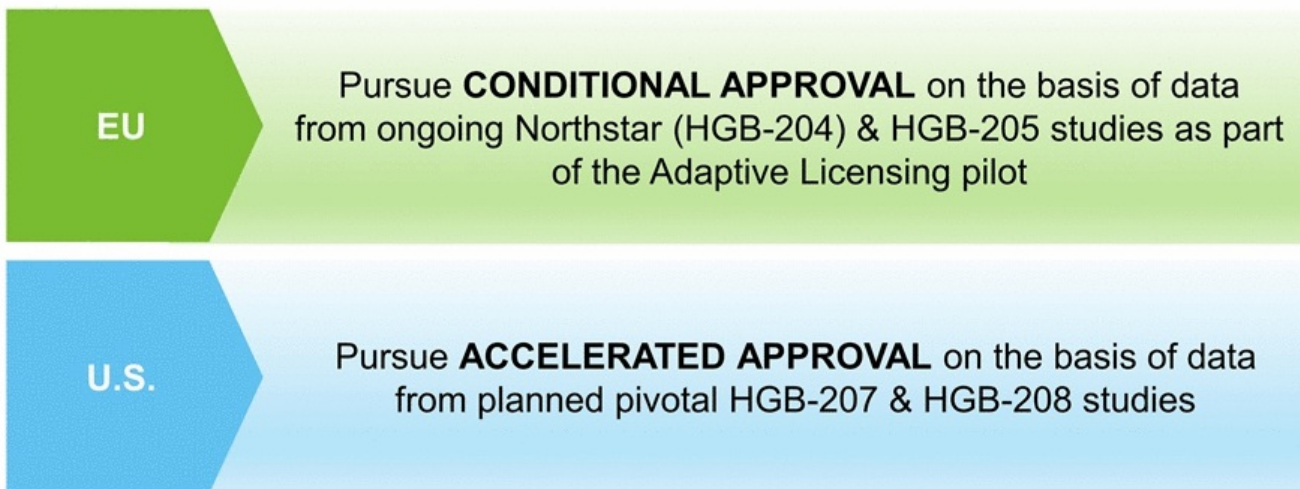 EU
Pursue CONDITIONAL APPROVAL on the basis of data
from ongoing Northstar (HGB-204) & HGB-205 studies as part
of the Adaptive Licensing pilot
U.S.
Pursue ACCELERATED APPROVAL on the basis of data
from planned pivotal HGB-207 & HGB-208 studies